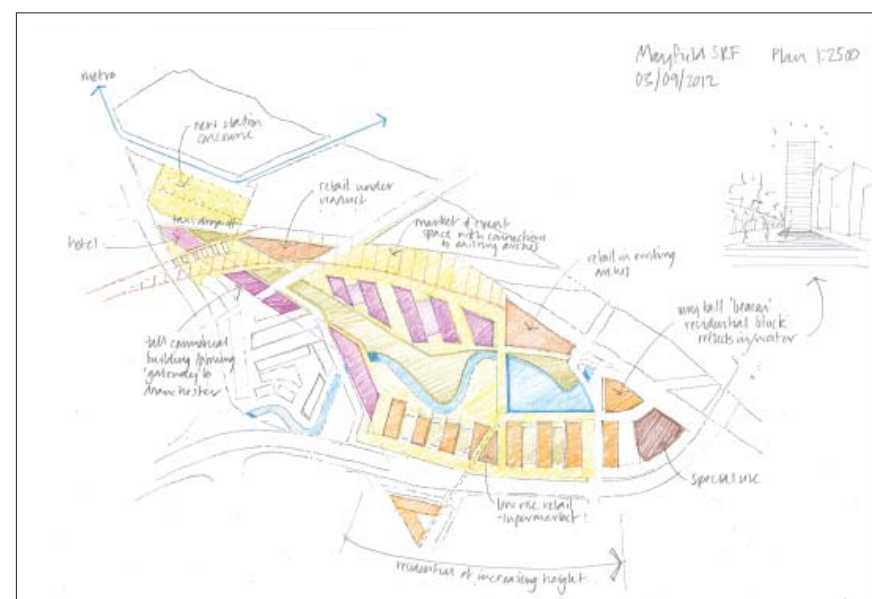 Mayfield SRF Plan 1:2500
03/09/2012
metro
new station
concourse
retail under
viaduct
taxi drop off
hotel
market & event
space with connections
to existing arches
retail in existing
arches
very tall 'beacon'
residential block
reflects in water
tall commercial
building forming
'gateway' to
manchester
special use
low rise retail
-supermarket?
residential of increasing height